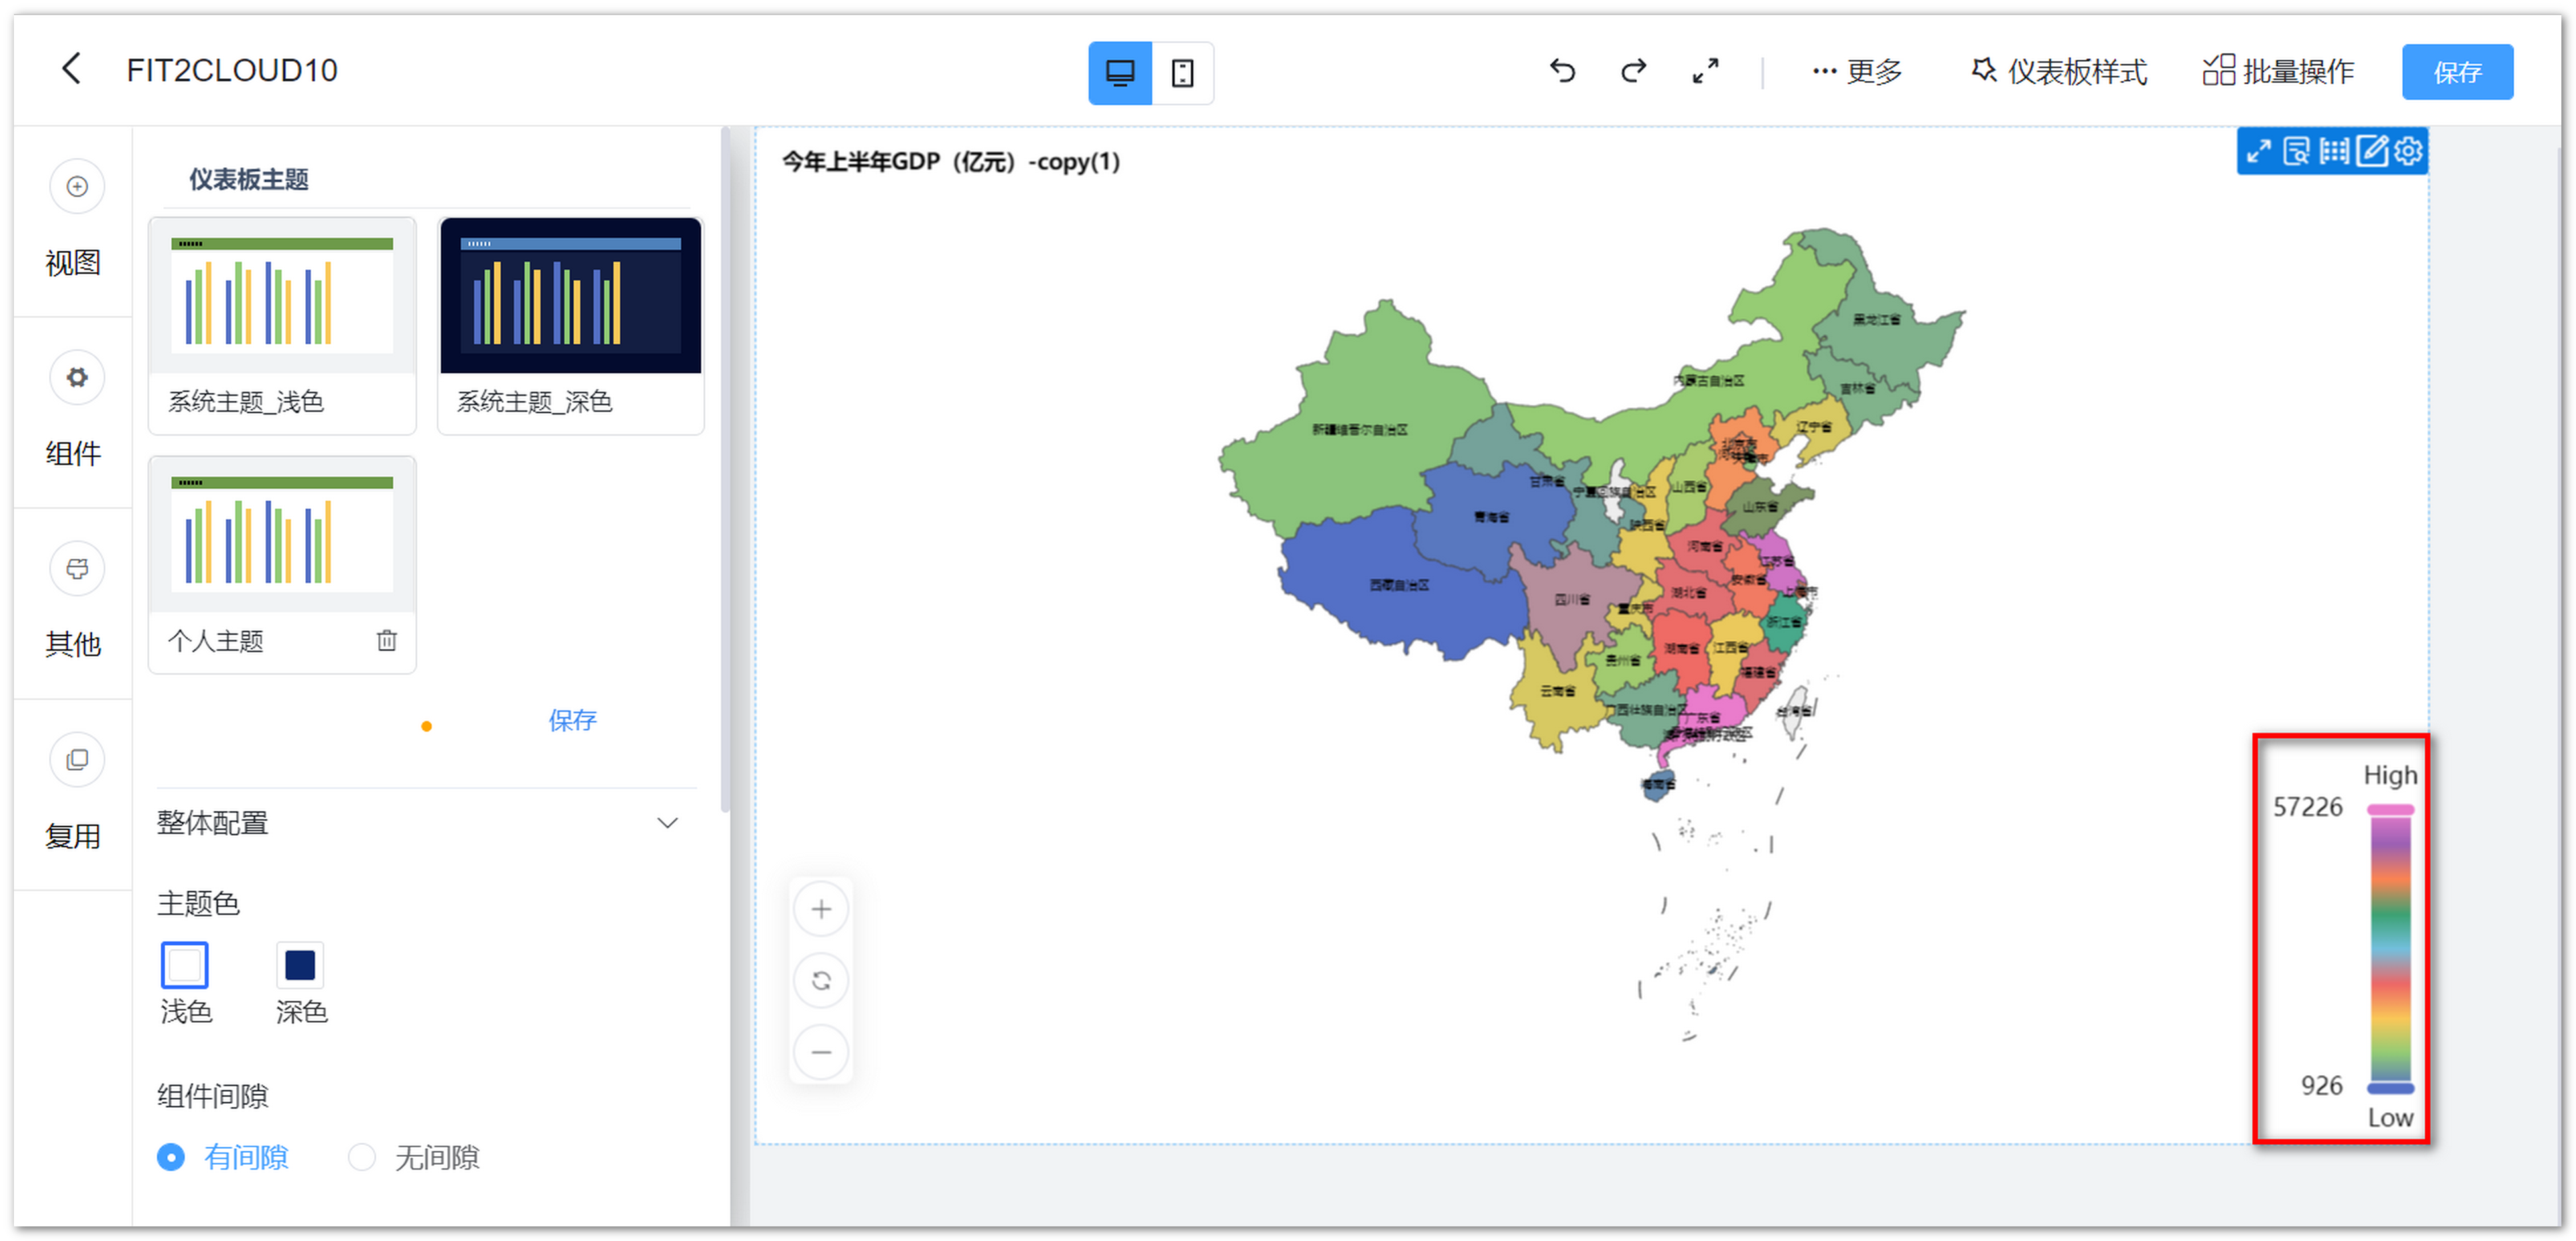 FIT2CLOUD10
更多
仪表板样式
批量操作
保存
视图
组件
其他
复用
仪表板主题
系统主题_浅色
系统主题_深色
个人主题
保存
整体配置
主题色
浅色
深色
组件间隙
有间隙
无间隙
今年上半年GDP（亿元）-copy(1)
黑龙江省
内蒙古自治区
吉林省
新疆维吾尔自治区
辽宁省
甘肃省
宁夏回族自治区
山西省
青海省
山东省
陕西省
河南省
江苏省
西藏自治区
安徽省
四川省
湖北省
重庆市
浙江省
湖南省
江西省
贵州省
福建省
云南省
广西壮族自治区
广东省
台湾省
海南省
High
57226
926
Low